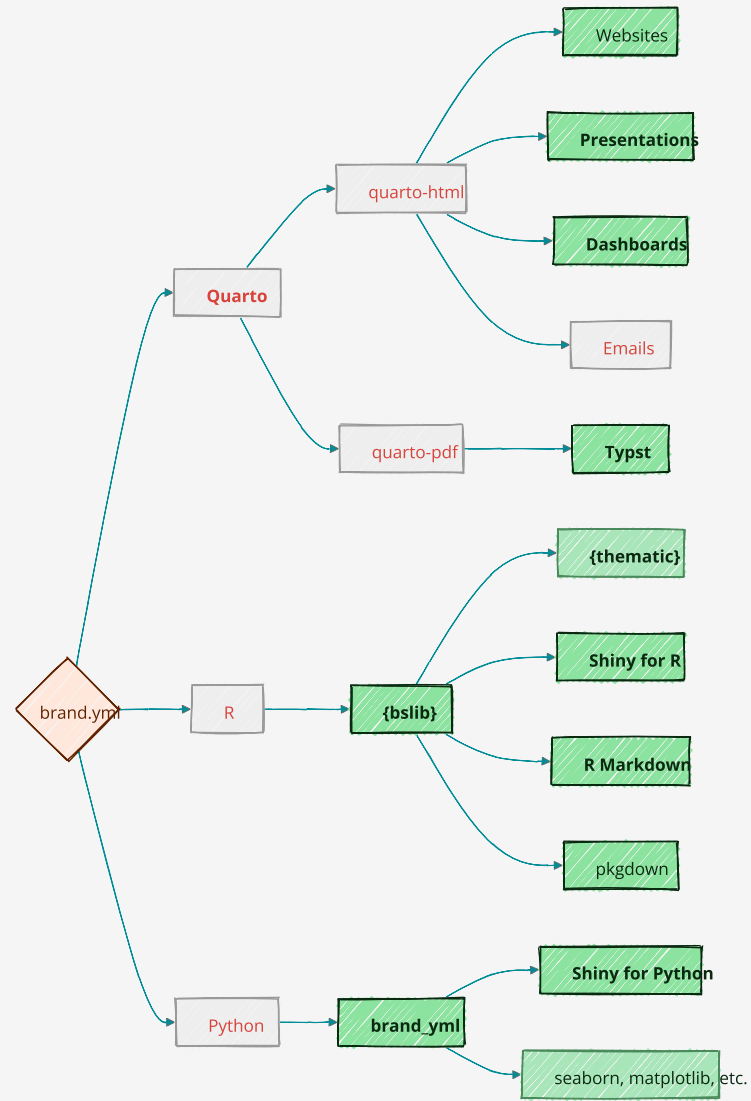 Websites
Presentations
quarto-html
Dashboards
Quarto
Emails
quarto-pdf
Typst
{thematic}
Shiny for R
brand.yml
R
{bslib}
R Markdown
pkgdown
Shiny for Python
Python
brand_yml
seaborn, matplotlib, etc.